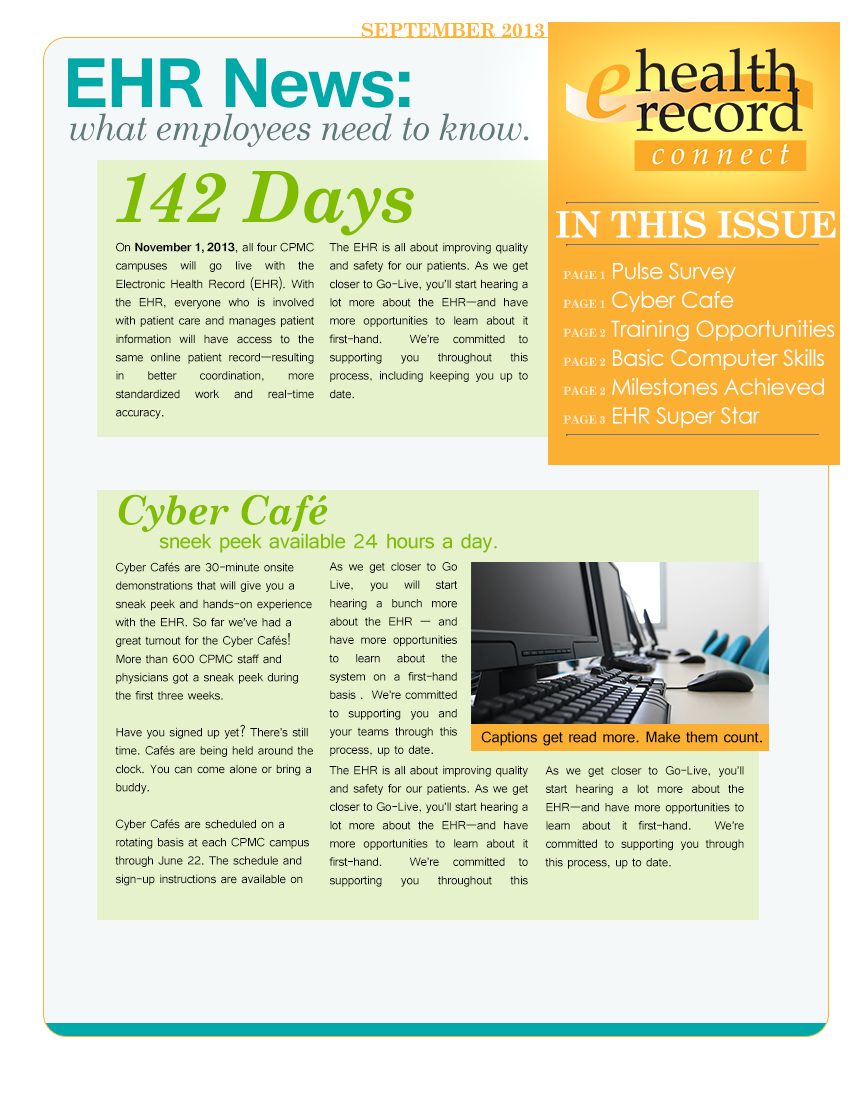 SEPTEMBER 2013
EHR News:
what employees need to know.
e health
record
connect
142 Days
On November 1, 2013, all four CPMC
campuses will go live with the
Electronic Health Record (EHR). With
the EHR, everyone who is involved
with patient care and manages patient
information will have access to the
same online patient record—resulting
in better coordination, more
standardized work and real-time
accuracy.
The EHR is all about improving quality
and safety for our patients. As we get
closer to Go-Live, you'll start hearing a
lot more about the EHR—and have
more opportunities to learn about it
first-hand. We're committed to
supporting you throughout this
process, including keeping you up to
date.
IN THIS ISSUE
PAGE 1 Pulse Survey
PAGE 1 Cyber Cafe
PAGE 2 Training Opportunities
PAGE 2 Basic Computer Skills
PAGE 2 Milestones Achieved
PAGE 3 EHR Super Star
Cyber Café
sneek peek available 24 hours a day.
Cyber Cafés are 30-minute onsite
demonstrations that will give you a
sneak peek and hands-on experience
with the EHR. So far we've had a
great turnout for the Cyber Cafés!
More than 600 CPMC staff and
physicians got a sneak peek during
the first three weeks.
Have you signed up yet? There's still
time. Cafés are being held around the
clock. You can come alone or bring a
buddy.
Cyber Cafés are scheduled on a
rotating basis at each CPMC campus
through June 22. The schedule and
sign-up instructions are available on
As we get closer to Go
Live, you will start
hearing a bunch more
about the EHR — and
have more opportunities
to learn about the
system on a first-hand
basis . We're committed
to supporting you and
your teams through this
process, up to date.
The EHR is all about improving quality
and safety for our patients. As we get
closer to Go-Live, you'll start hearing a
lot more about the EHR—and have
more opportunities to learn about it
first-hand. We're committed to
supporting you throughout this
Captions get read more. Make them count.
As we get closer to Go-Live, you'll
start hearing a lot more about the
EHR—and have more opportunities to
learn about it first-hand. We're
committed to supporting you through
this process, up to date.